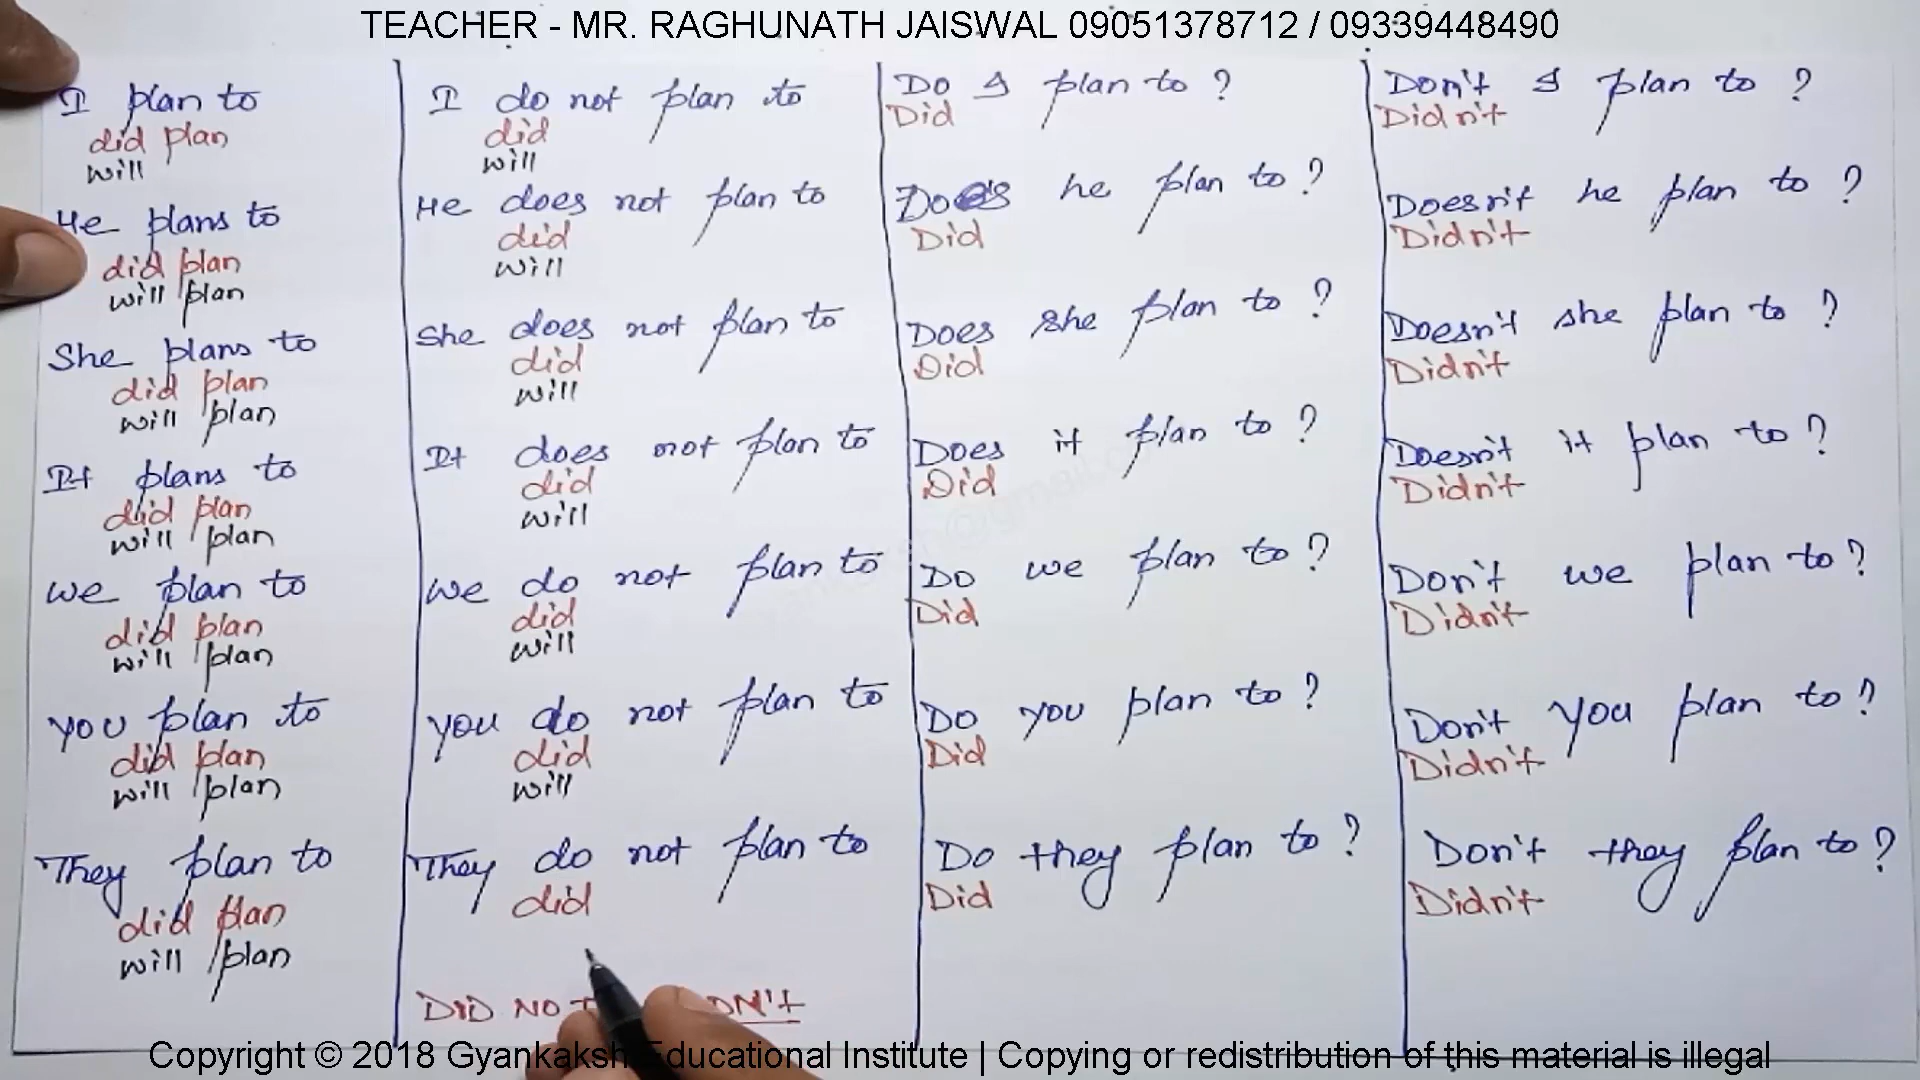 TEACHER - MR. RAGHUNATH JAISWAL 09051378712 / 09339448490
I plan to
did plan
will
He plans to
did plan
will plan
She plans to
did plan
will plan
It plans to
did plan
will plan
We plan to
did plan
will plan
You plan to
did plan
will plan
They plan to
did plan
will plan
I do not plan to
did
will
He does not plan to
did
will
She does not plan to
did
will
It does not plan to
did
will
We do not plan to
did
will
You do not plan to
did
will
They do not plan to
did
DID NOT
Do I plan to ?
Did
Does he plan to ?
Did
Does she plan to ?
Did
Does it plan to ?
Did
Do we plan to ?
Did
Do you plan to ?
Did
Do they plan to ?
Did
Don't I plan to ?
Didn't
Doesn't he plan to ?
Didn't
Doesn't she plan to ?
Didn't
Doesn't it plan to ?
Didn't
Don't we plan to ?
Didn't
Don't you plan to ?
Didn't
Don't they plan to ?
Didn't
Copyright © 2018 Gyankaksh Educational Institute | Copying or redistribution of this material is illegal